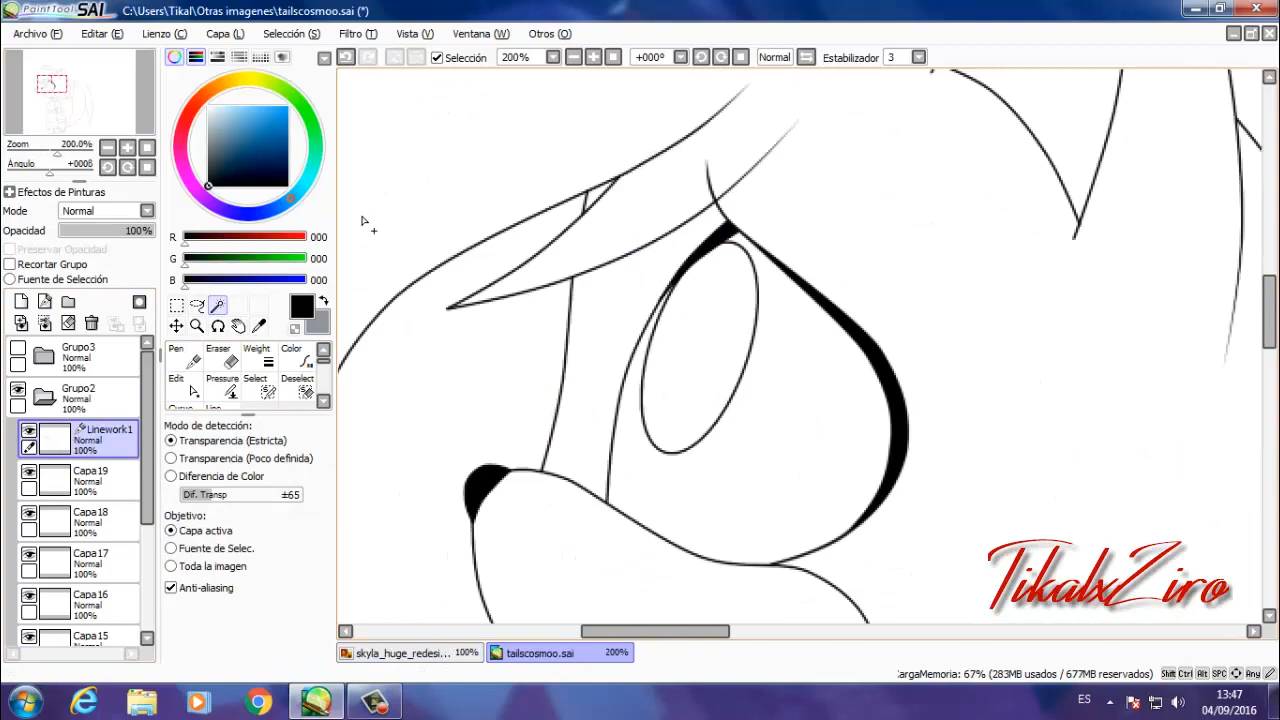 PaintTool SAI C:\Users\Tikal\Otras imagenes\tailscosmoo.sai (*)
Archivo (F) Editar (E) Lienzo (C) Capa (L) Selección (S) Filtro (T) Vista (V) Ventana (W) Otros (O)
Selección 200% +000º Normal Estabilizador 3
Zoom 200.0%
Ángulo +000º
Efectos de Pinturas
Mode Normal
Opacidad 100%
Preservar Opacidad
Recortar Grupo
Fuente de Selección
Grupo3
Normal
100%
Grupo2
Normal
100%
Linework1
Normal
100%
Capa19
Normal
100%
Capa18
Normal
100%
Capa17
Normal
100%
Capa16
Normal
100%
Capa15
Normal
R 000
G 000
B 000
Pen Eraser Weight Color
Edit Pressure Select Deselect
Curve Line
Modo de detección:
Transparencia (Estricta)
Transparencia (Poco definida)
Diferencia de Color
Dif. Transp ±65
Objetivo:
Capa activa
Fuente de Selec.
Toda la imagen
Anti-aliasing
TikalxZiro
skyla_huge_redesi... 100% tailscosmoo.sai 200%
CargaMemoria: 67% (283MB usados / 677MB reservados) Shift Ctrl Alt SPC Any
ES 13:47
04/09/2016